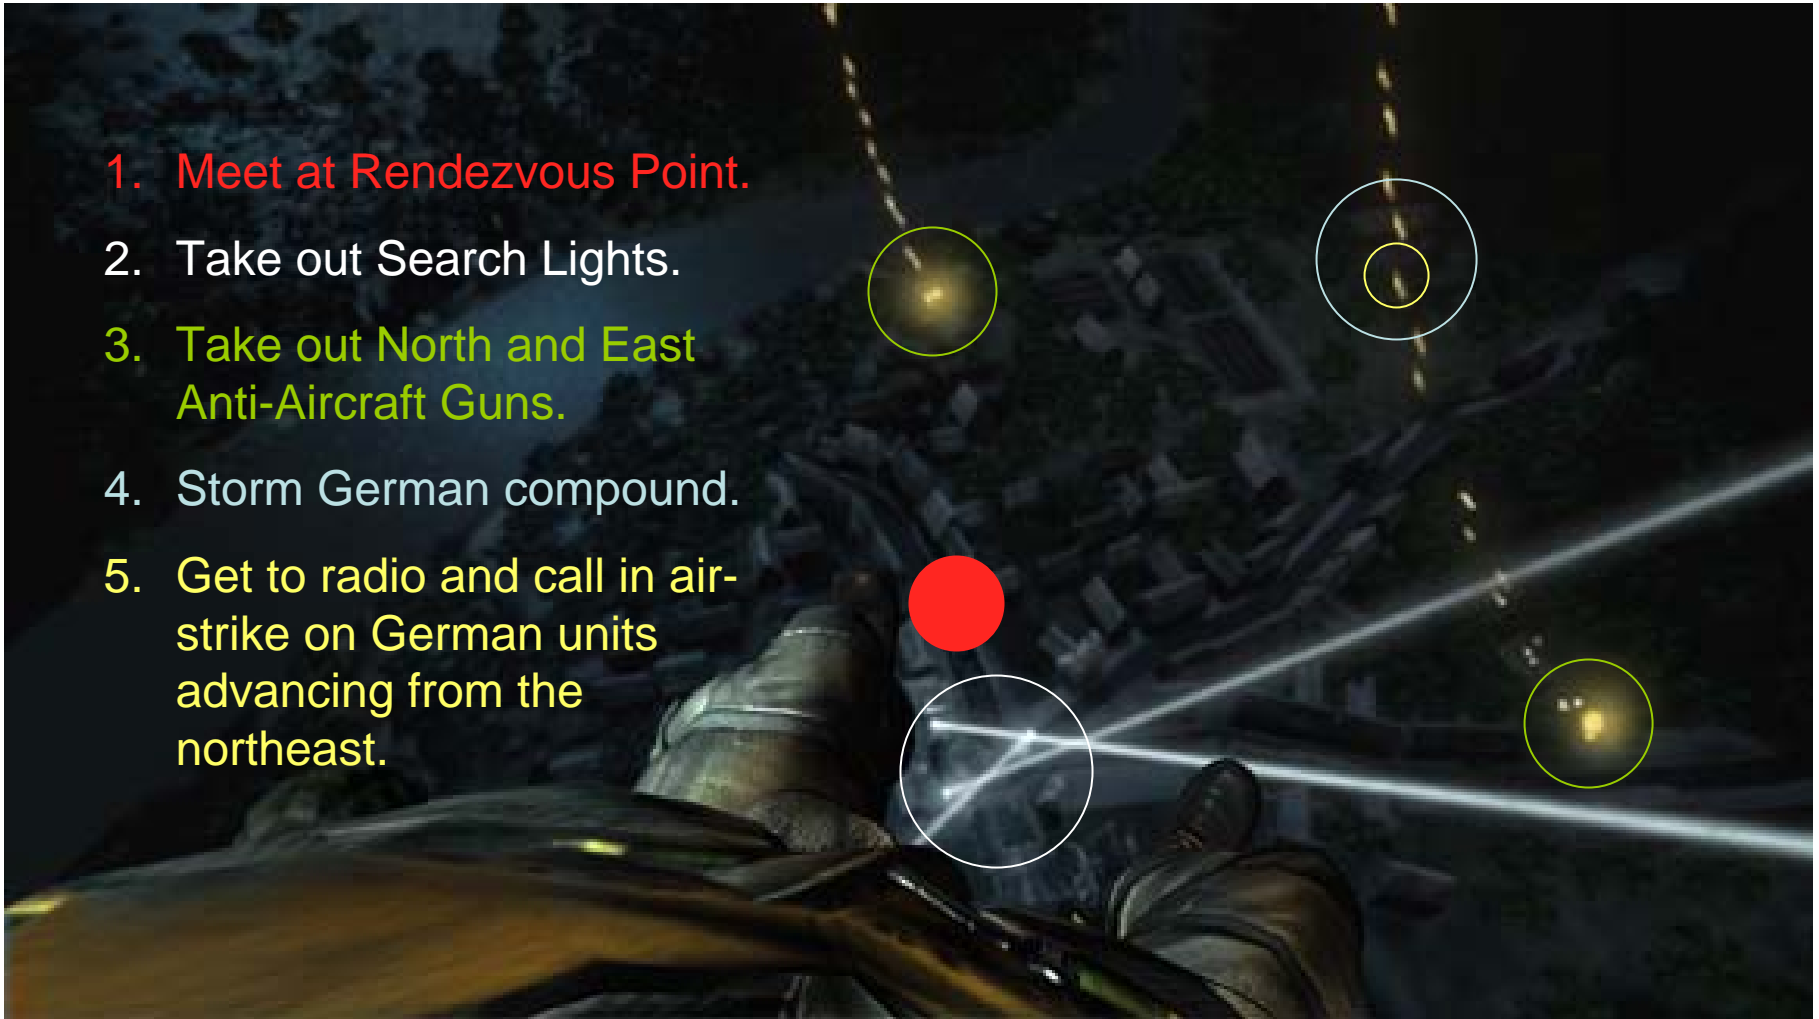 1. Meet at Rendezvous Point.
2. Take out Search Lights.
3. Take out North and East
Anti-Aircraft Guns.
4. Storm German compound.
5. Get to radio and call in air-
strike on German units
advancing from the
northeast.